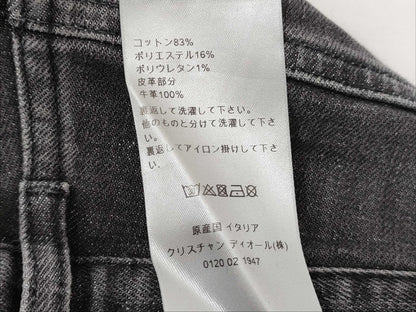 コットン83%
ポリエステル16%
ポリウレタン1%
皮革部分
牛革100%
裏返して洗濯して下さい。
他のものと分けて洗濯して下さい。
裏返してアイロン掛けして下さい。
原産国 イタリア
クリスチャン ディオール(株)
0120 02 1947